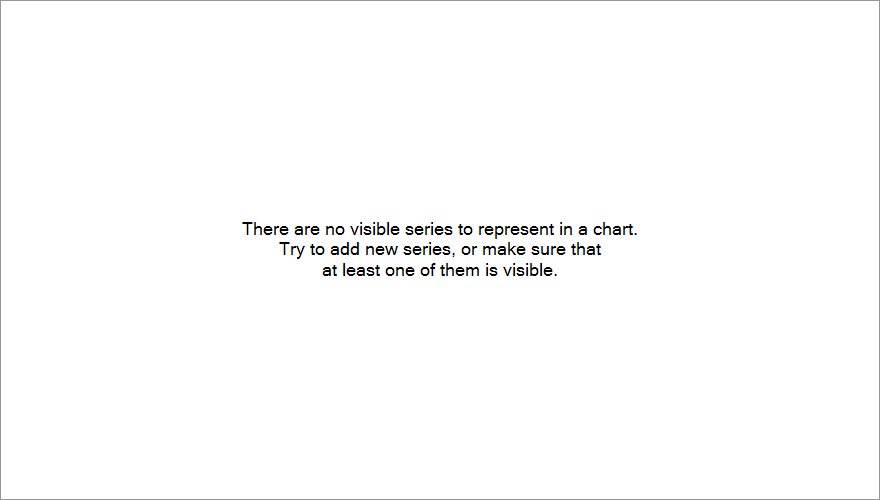 There are no visible series to represent in a chart.
Try to add new series, or make sure that
at least one of them is visible.